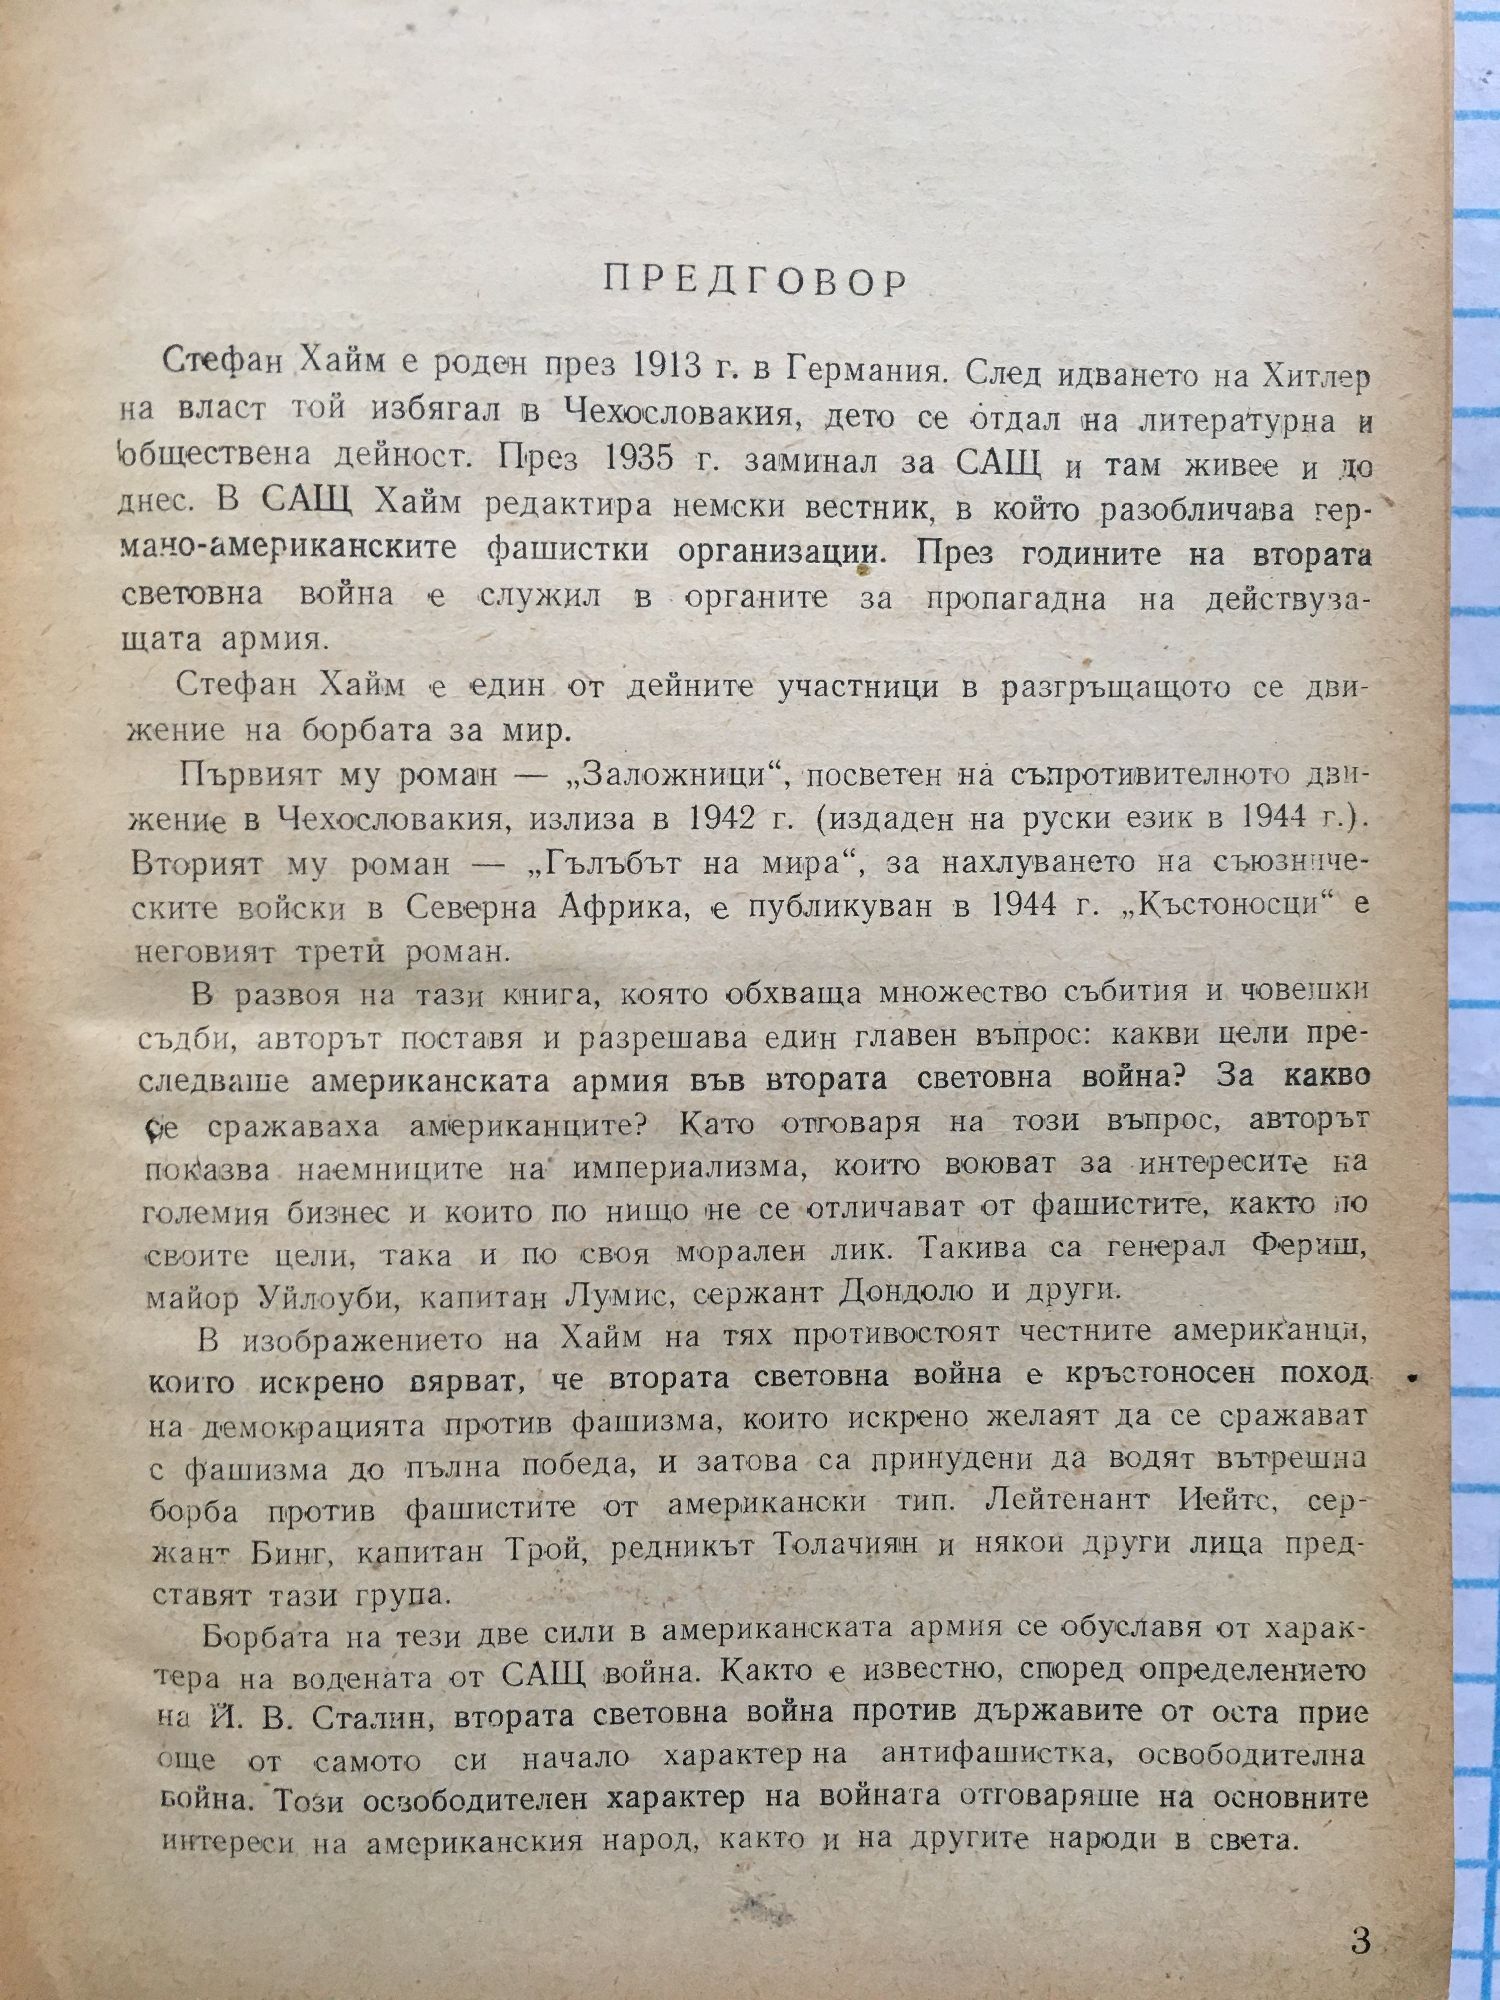 ПРЕДГОВОР
Стефан Хайм е роден през 1913 г. в Германия. След идването на Хитлер
на власт той избягал в Чехословакия, дето се отдал на литературна и
обществена дейност. През 1935 г. заминал за САЩ и там живее и до
днес. В САЩ Хайм редактира немски вестник, в който разобличава гер-
мано-американските фашистки организации. През годините на втората
световна война е служил в органите за пропагадна на действуза-
щата армия.
Стефан Хайм е един от дейните участници в разгръщащото се дви-
жение на борбата за мир.
Първият му роман — „Заложници“, посветен на съпротивителното дви-
жение в Чехословакия, излиза в 1942 г. (издаден на руски език в 1944 г.).
Вторият му роман — „Гълъбът на мира“, за нахлуването на съюзниче-
ските войски в Северна Африка, е публикуван в 1944 г. „Къстоносци“ е
неговият трети роман.
В развоя на тази книга, която обхваща множество събития и човешки
съдби, авторът поставя и разрешава един главен въпрос: какви цели пре-
следваше американската армия във втората световна война? За какво
се сражаваха американците? Като отговаря на този въпрос, авторът
показва наемниците на империализма, които воюват за интересите на
големия бизнес и които по нищо не се отличават от фашистите, както по
своите цели, така и по своя морален лик. Такива са генерал Фериш,
майор Уйлоуби, капитан Лумис, сержант Дондоло и други.
В изображението на Хайм на тях противостоят честните американци,
които искрено вярват, че втората световна война е кръстоносен поход
на демокрацията против фашизма, които искрено желаят да се сражават
с фашизма до пълна победа, и затова са принудени да водят вътрешна
борба против фашистите от американски тип. Лейтенант Иейтс, сер-
жант Бинг, капитан Трой, редникът Толачиян и някои други лица пред-
ставят тази група.
Борбата на тези две сили в американската армия се обуславя от харак-
тера на водената от САЩ война. Както е известно, според определението
на Й. В. Сталин, втората световна война против държавите от оста прие
още от самото си начало характер на антифашистка, освободителна
война. Този освободителен характер на войната отговаряше на основните
интереси на американския народ, както и на другите народи в света.
3